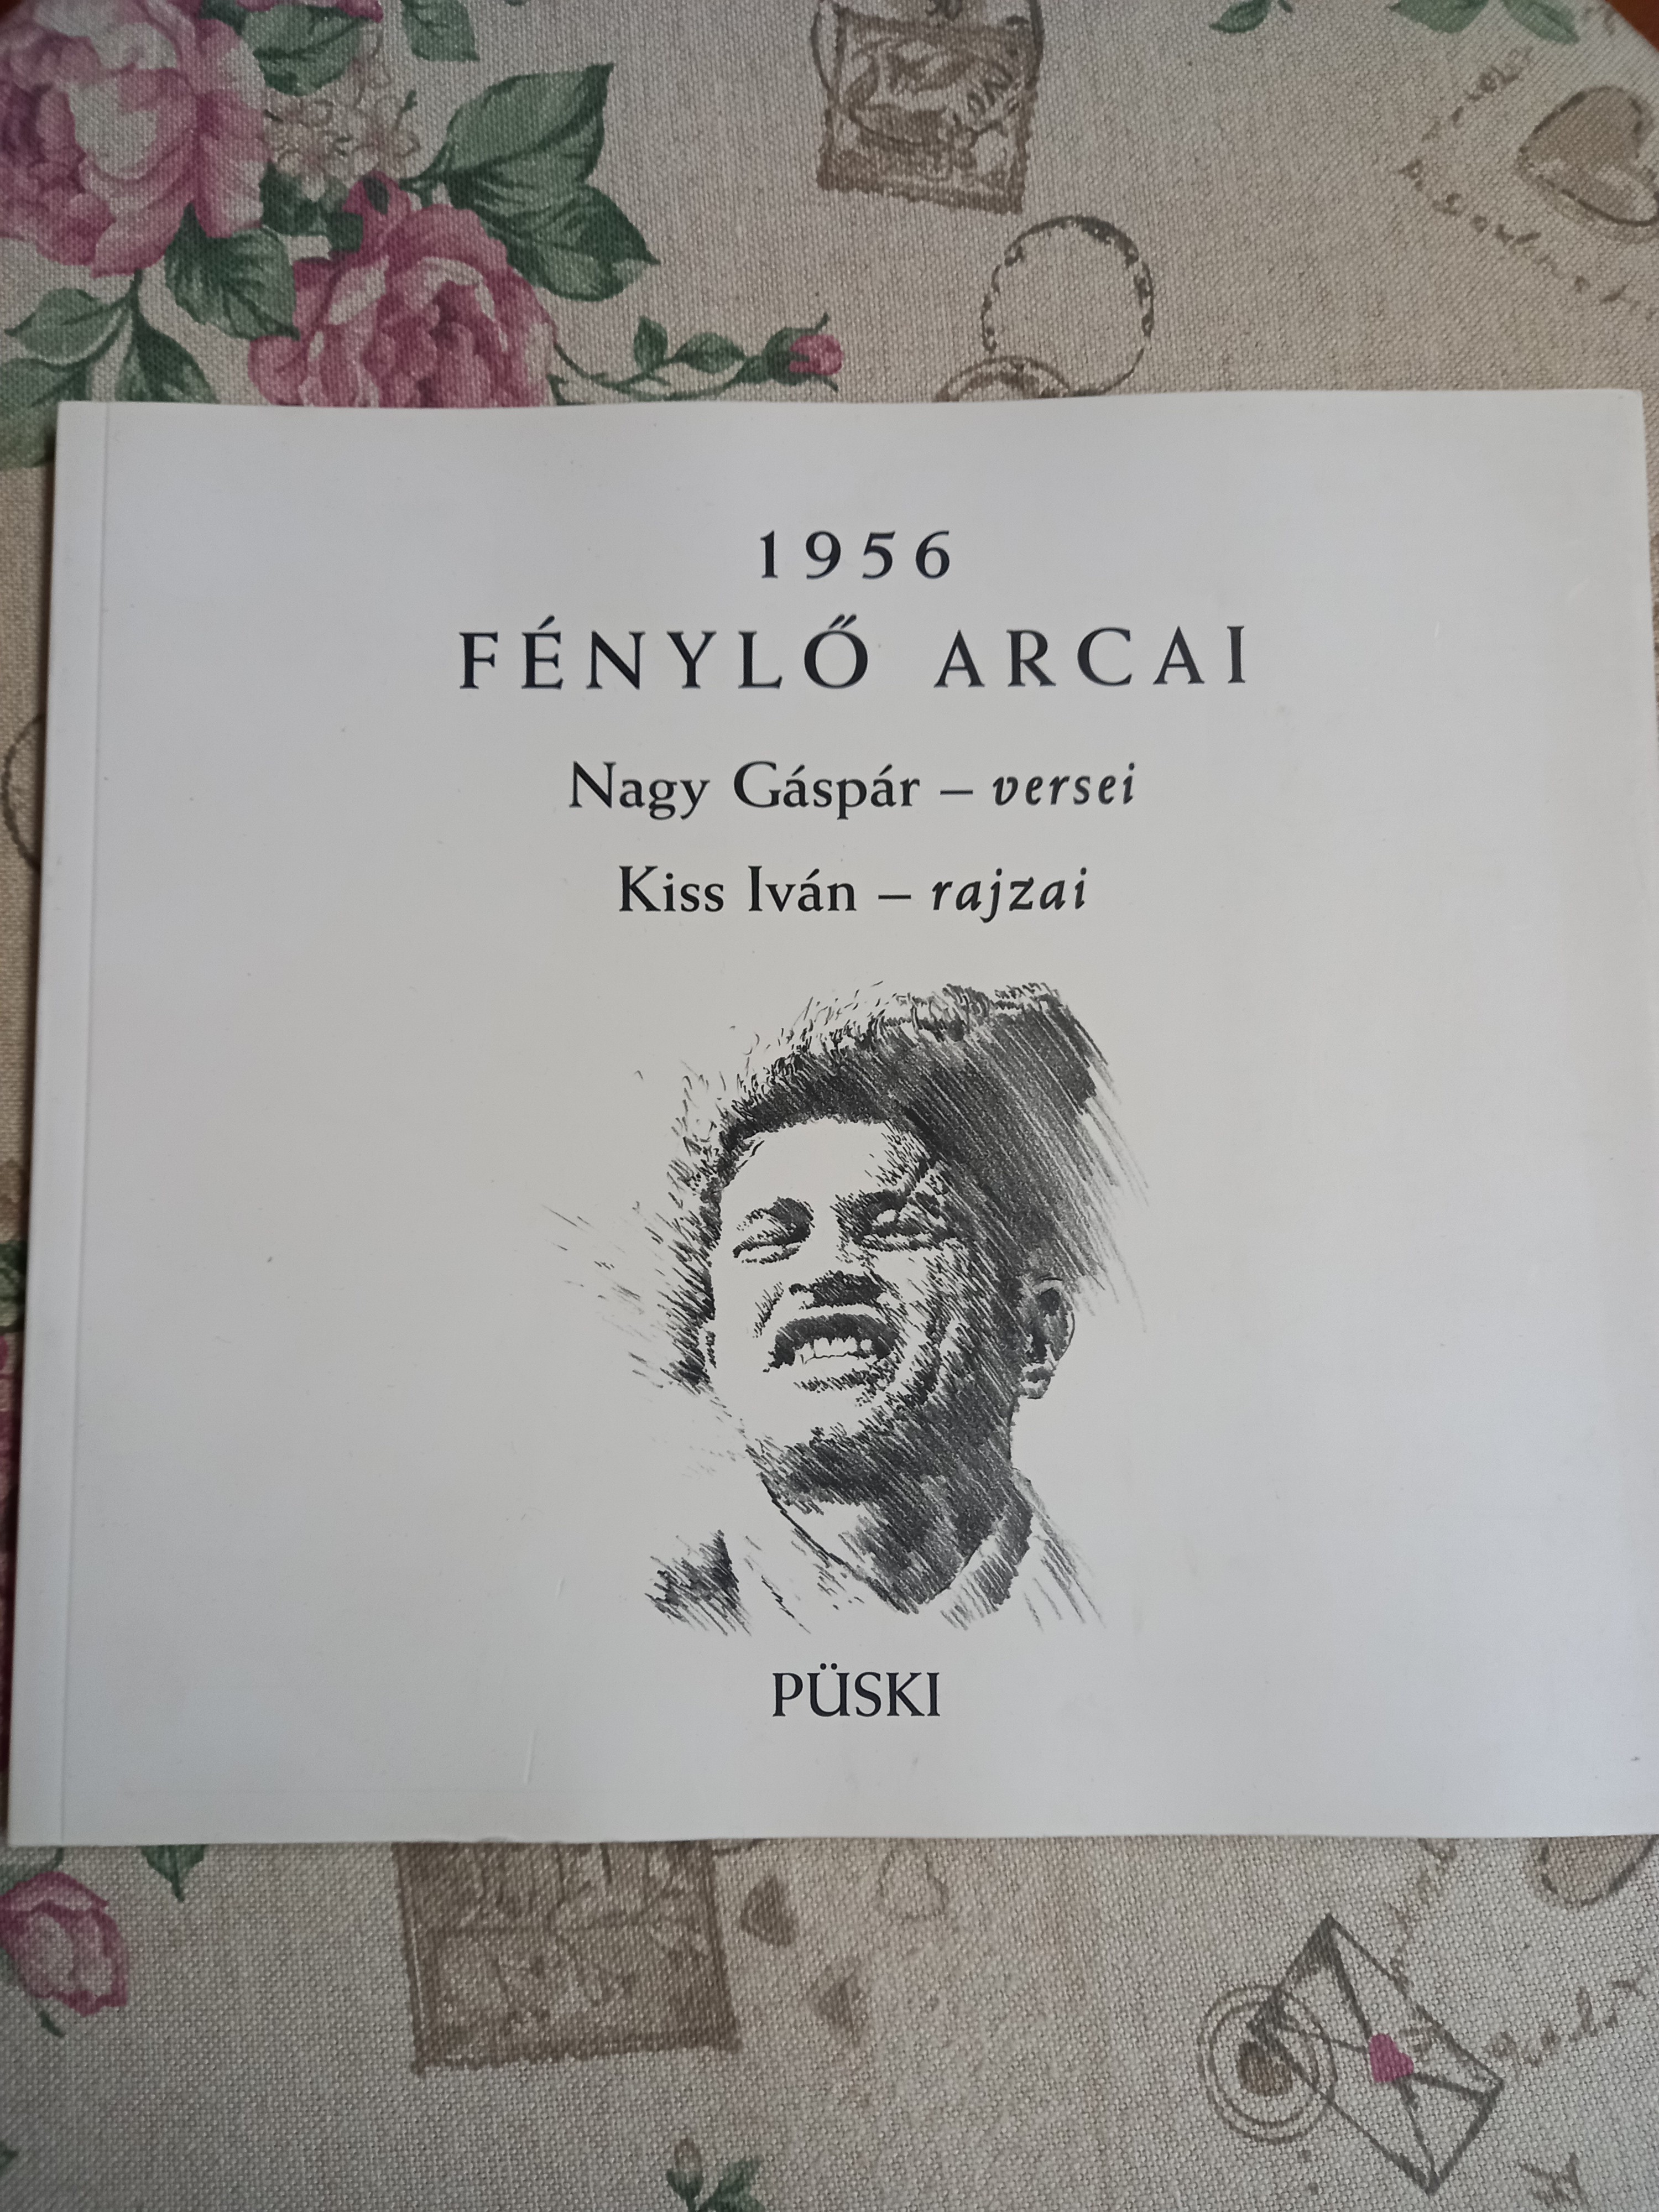 1956
FÉNYLŐ ARCAI
Nagy Gáspár – versei
Kiss Iván – rajzai
PÜSKI